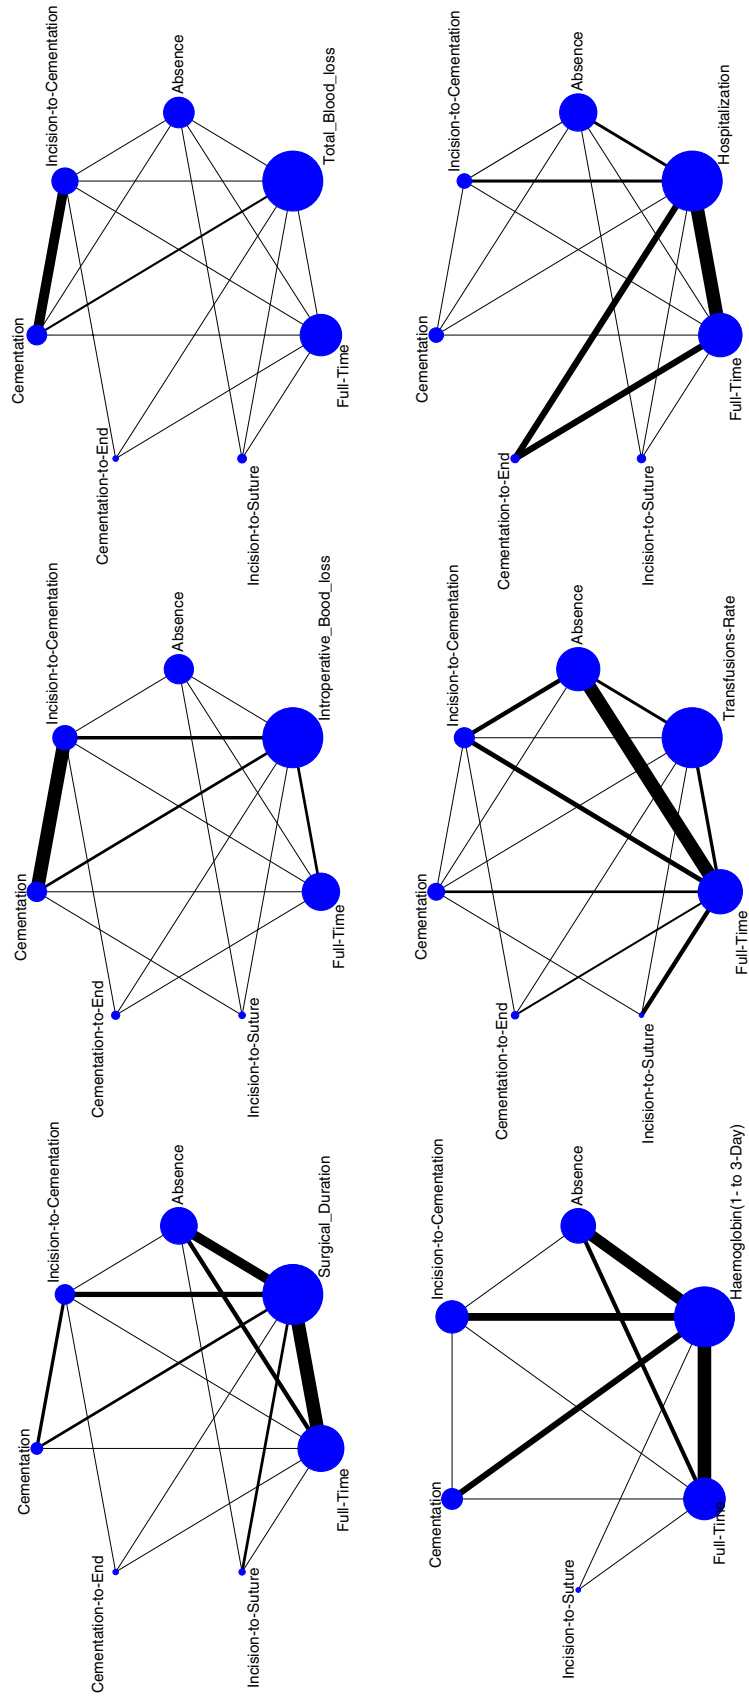 Incision-to-Cementation
Absence
Total_Blood_loss
Cementation
Cementation-to-End
Incision-to-Suture
Full-Time
Incision-to-Cementation
Absence
Hospitalization
Cementation
Cementation-to-End
Incision-to-Suture
Full-Time
Incision-to-Cementation
Absence
Introperative_Bood_loss
Cementation
Cementation-to-End
Incision-to-Suture
Full-Time
Incision-to-Cementation
Absence
Transfusions-Rate
Cementation
Cementation-to-End
Incision-to-Suture
Full-Time
Incision-to-Cementation
Absence
Surgical_Duration
Cementation
Cementation-to-End
Incision-to-Suture
Full-Time
Incision-to-Cementation
Absence
Haemoglobin(1- to 3-Day)
Cementation
Incision-to-Suture
Full-Time